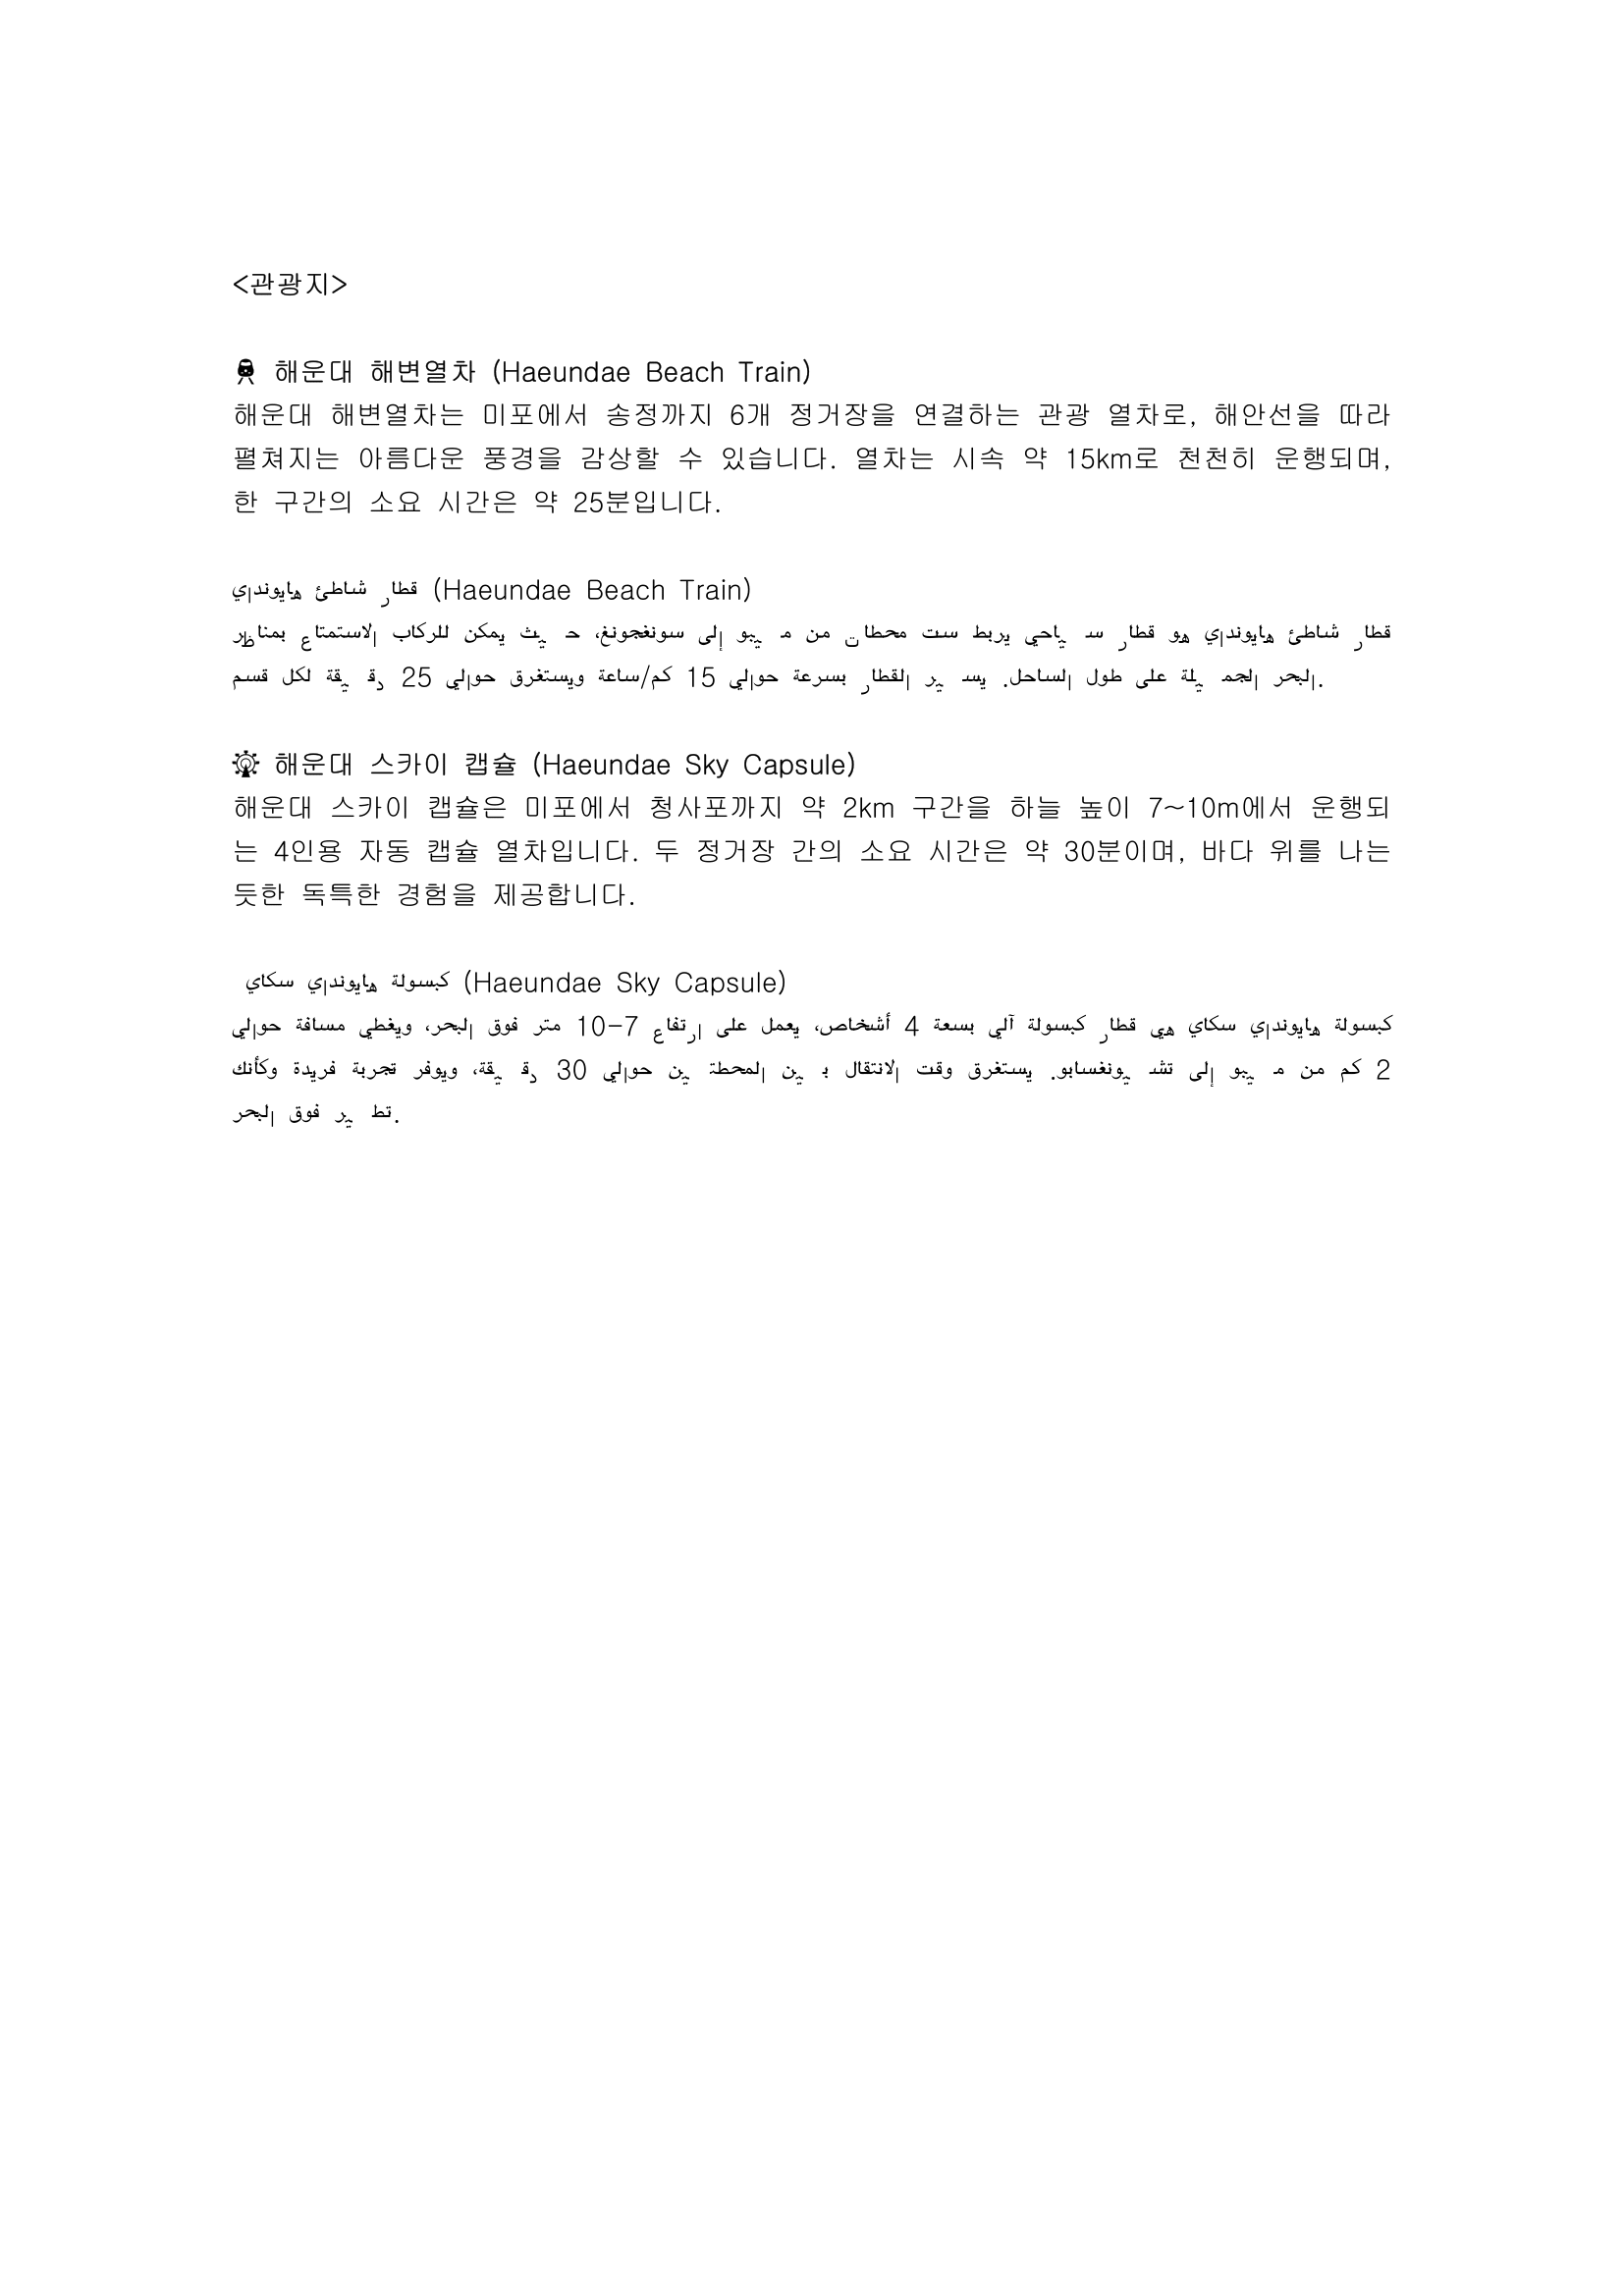 <관광지>
🚆 해운대 해변열차 (Haeundae Beach Train)
해운대 해변열차는 미포에서 송정까지 6개 정거장을 연결하는 관광 열차로, 해안선을 따라
펼쳐지는 아름다운 풍경을 감상할 수 있습니다. 열차는 시속 약 15km로 천천히 운행되며,
한 구간의 소요 시간은 약 25분입니다.
قطار شاطئ هايونداي (Haeundae Beach Train)
قطار شاطئ هايونداي هو قطار سياحي يربط ست محطات من ميبو إلى سونغجونغ، حيث يمكن للركاب الاستمتاع بمناظر
البحر الجميلة على طول الساحل. يسير القطار بسرعة حوالي 15 كم/ساعة ويستغرق حوالي 25 دقيقة لكل قسم.
🎡 해운대 스카이 캡슐 (Haeundae Sky Capsule)
해운대 스카이 캡슐은 미포에서 청사포까지 약 2km 구간을 하늘 높이 7~10m에서 운행되
는 4인용 자동 캡슐 열차입니다. 두 정거장 간의 소요 시간은 약 30분이며, 바다 위를 나는
듯한 독특한 경험을 제공합니다.
كبسولة هايونداي سكاي (Haeundae Sky Capsule)
كبسولة هايونداي سكاي هي قطار كبسولة آلي بسعة 4 أشخاص، يعمل على ارتفاع 7-10 متر فوق البحر، ويغطي مسافة حوالي
2 كم من ميبو إلى تشيونغسابو. يستغرق وقت الانتقال بين المحطتين حوالي 30 دقيقة، ويوفر تجربة فريدة وكأنك
تطير فوق البحر.